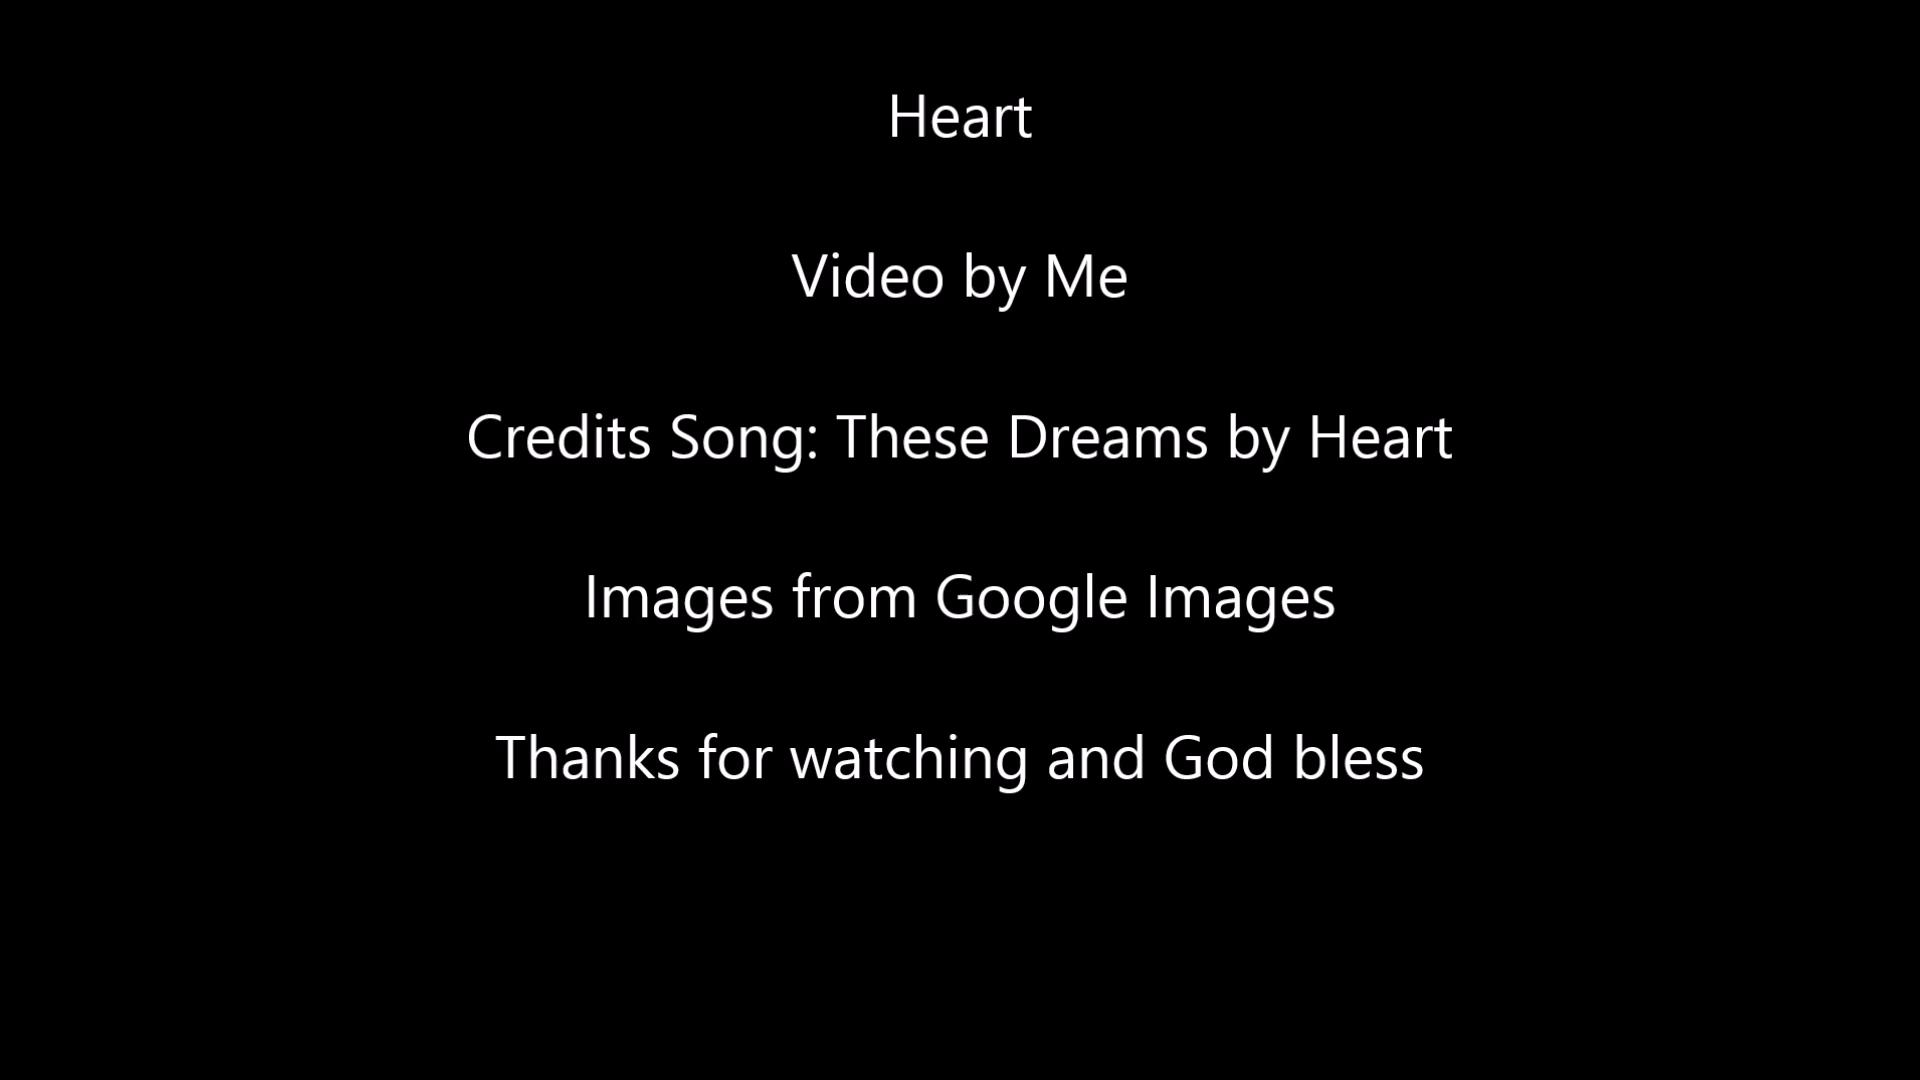 Heart
Video by Me
Credits Song: These Dreams by Heart
Images from Google Images
Thanks for watching and God bless